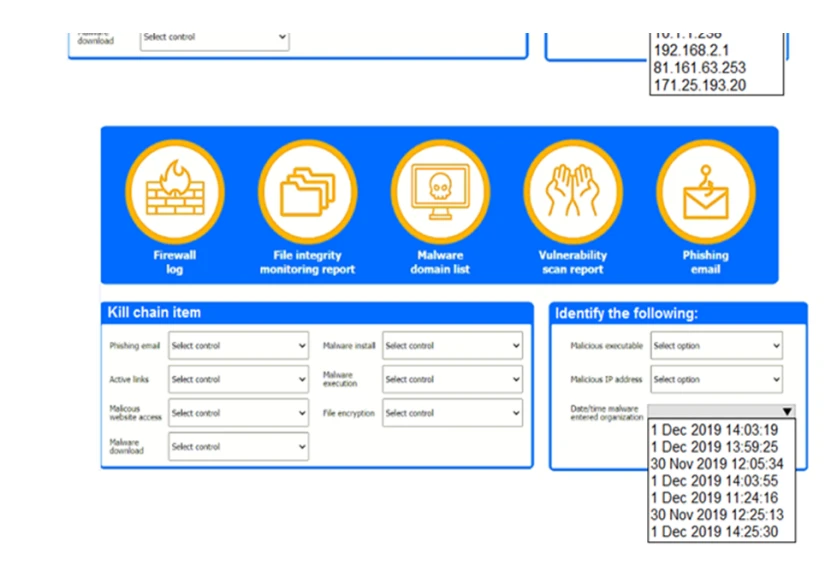 download
Select control
10.1.1.238
192.168.2.1
81.161.63.253
171.25.193.20
Firewall
log
File integrity
monitoring report
Malware
domain list
Vulnerability
scan report
Phishing
email
Kill chain item
Phishing email
Select control
Malware install
Select control
Active links
Select control
Malware
execution
Select control
Malicous
website access
Select control
File encryption
Select control
Malware
download
Select control
Identify the following:
Malicious executable
Select option
Malicious IP address
Select option
Date/time malware
entered organization
1 Dec 2019 14:03:19
1 Dec 2019 13:59:25
30 Nov 2019 12:05:34
1 Dec 2019 14:03:55
1 Dec 2019 11:24:16
30 Nov 2019 12:25:13
1 Dec 2019 14:25:30